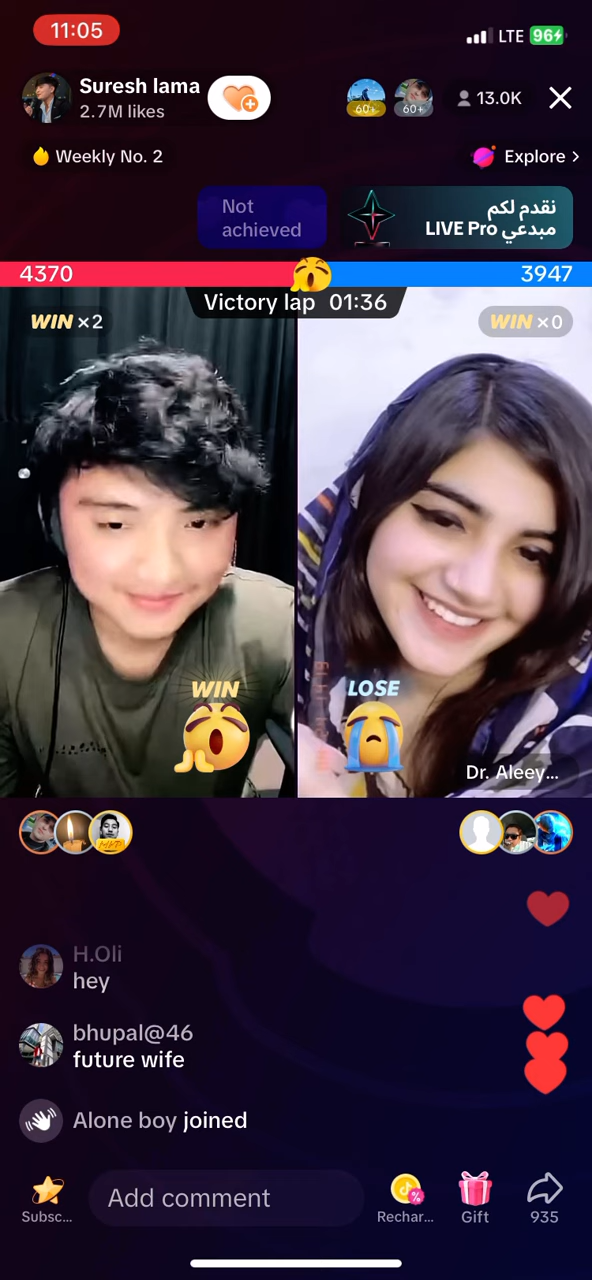 11:05
LTE 96
Suresh lama
2.7M likes
60+
60+
13.0K
Weekly No. 2
Explore >
Not
achieved
نقدم لكم
مبدعي LIVE Pro
4370
3947
Victory lap 01:36
WIN ×2
WIN ×0
WIN
LOSE
Dr. Aleey...
H.Oli
hey
bhupal@46
future wife
Alone boy joined
Subsc...
Add comment
Rechar...
Gift
935